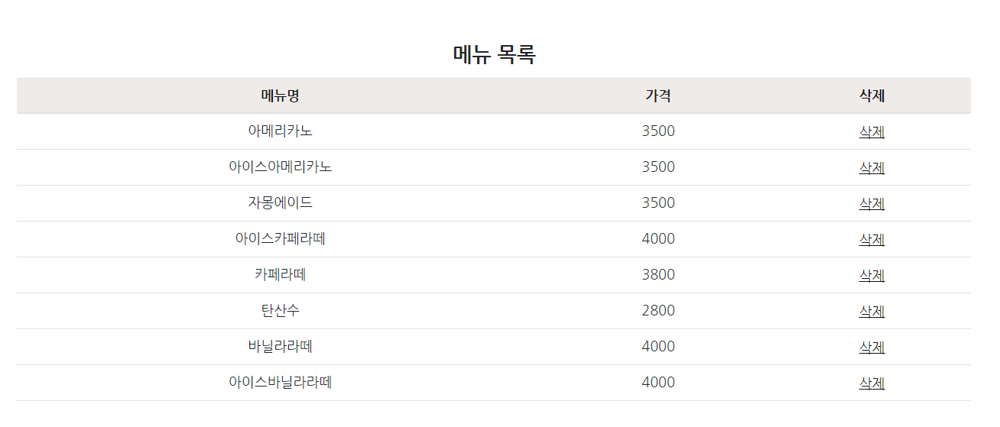 메뉴 목록
메뉴명 가격 삭제
아메리카노 3500 삭제
아이스아메리카노 3500 삭제
자몽에이드 3500 삭제
아이스카페라떼 4000 삭제
카페라떼 3800 삭제
탄산수 2800 삭제
바닐라라떼 4000 삭제
아이스바닐라라떼 4000 삭제